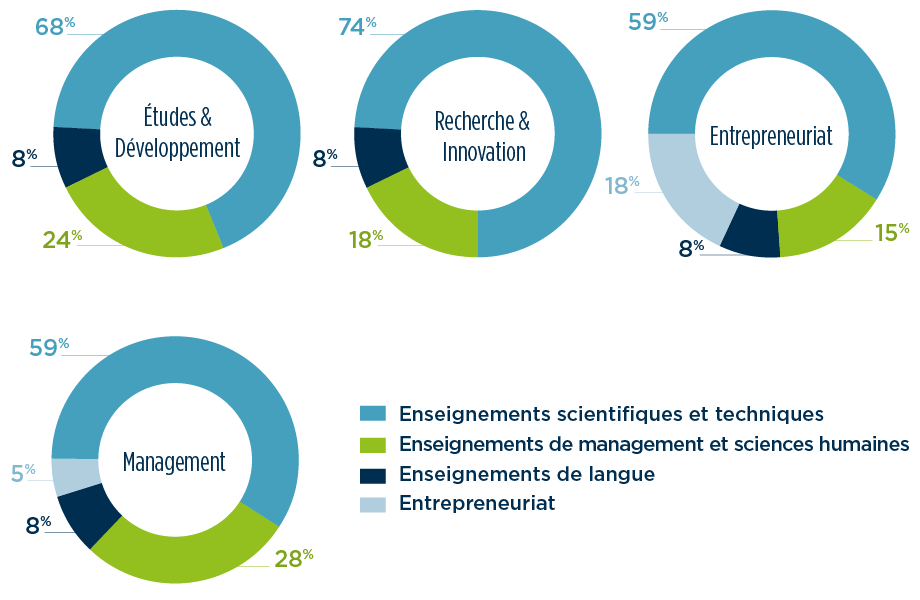 68%
Études &
Développement
8%
24%
74%
Recherche &
Innovation
8%
18%
59%
Entrepreneuriat
18%
8%
15%
59%
Management
5%
8%
28%
Enseignements scientifiques et techniques
Enseignements de management et sciences humaines
Enseignements de langue
Entrepreneuriat